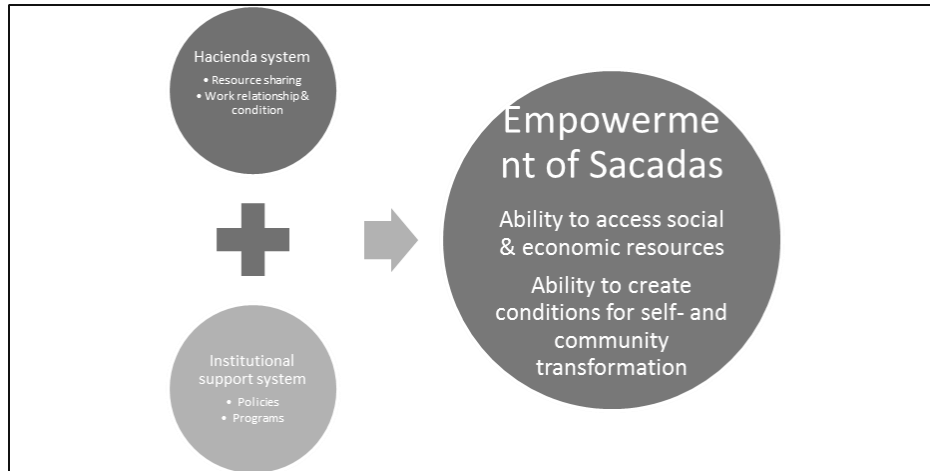 Hacienda system
• Resource sharing
• Work relationship &
condition
Institutional
support system
• Policies
• Programs
Empowerme
nt of Sacadas
Ability to access social
& economic resources
Ability to create
conditions for self- and
community
transformation